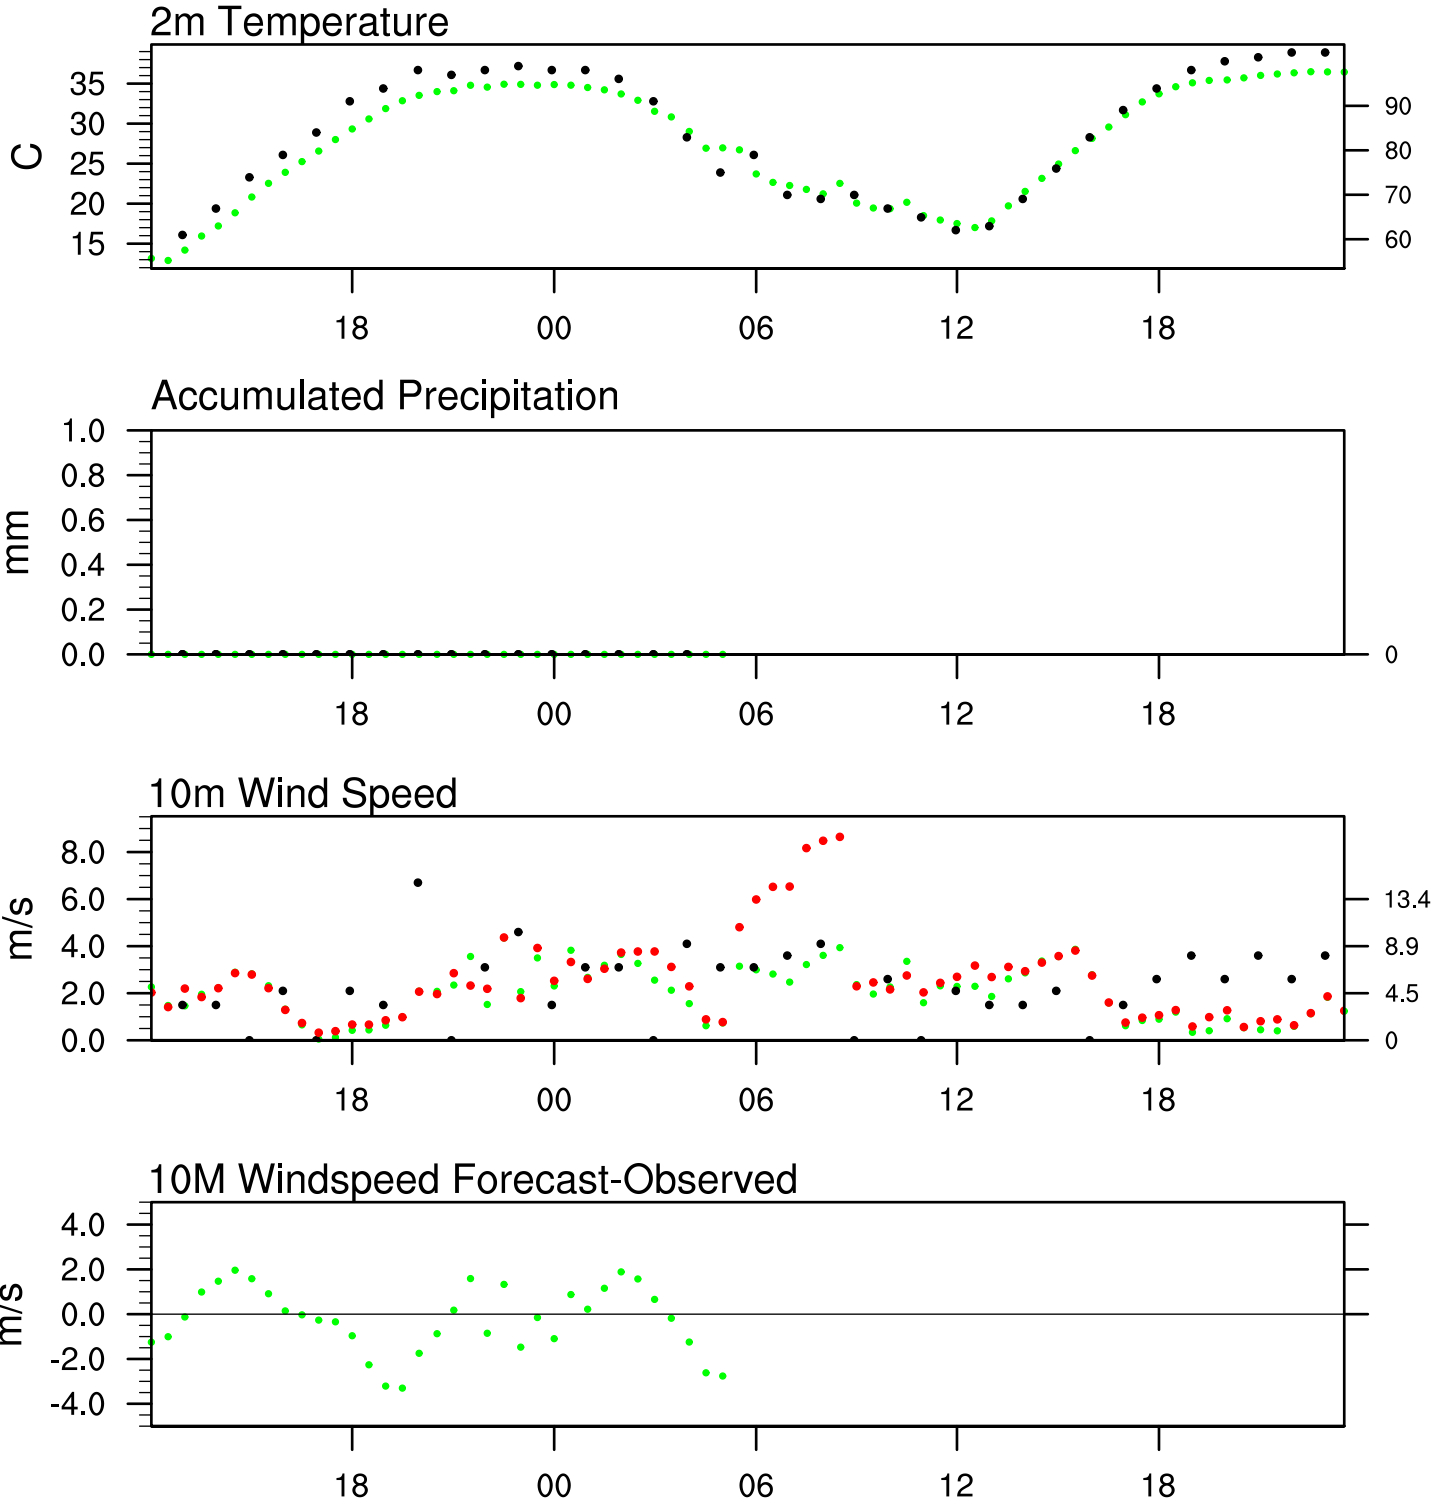 2m Temperature
C
35
30
25
20
15
90
80
70
60
18 00 06 12 18
Accumulated Precipitation
mm
1.0
0.8
0.6
0.4
0.2
0.0
0
18 00 06 12 18
10m Wind Speed
m/s
8.0
6.0
4.0
2.0
0.0
13.4
8.9
4.5
0
18 00 06 12 18
10M Windspeed Forecast-Observed
m/s
4.0
2.0
0.0
-2.0
-4.0
18 00 06 12 18